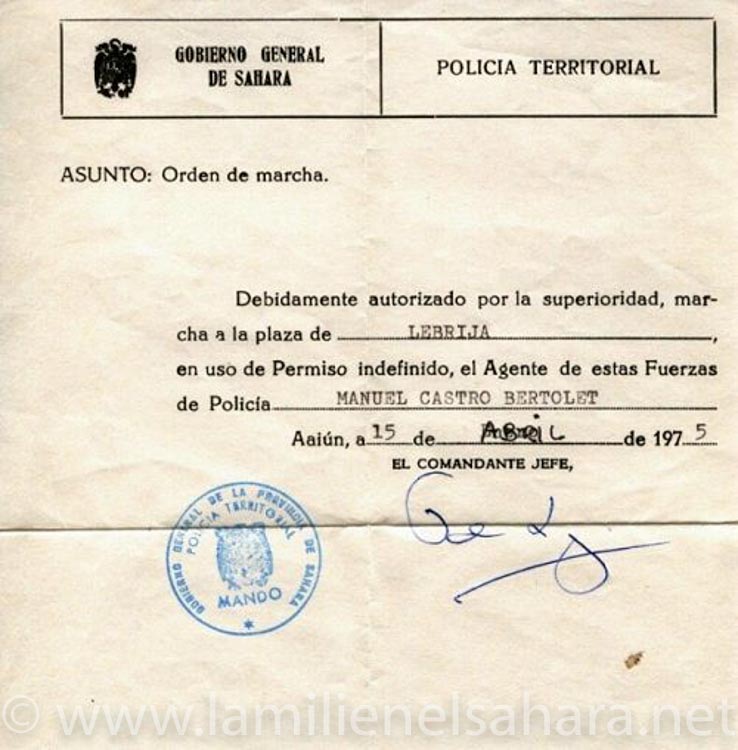 GOBIERNO GENERAL
DE SAHARA
POLICIA TERRITORIAL
ASUNTO: Orden de marcha.
Debidamente autorizado por la superioridad, mar-
cha a la plaza de LEBRIJA,
en uso de Permiso indefinido, el Agente de estas Fuerzas
de Policía MANUEL CASTRO BERTOLET
Aaiún, a 15 de ABRIL de 1975
EL COMANDANTE JEFE,
GOBIERNO GENERAL DE LA PROVINCIA DE SAHARA
POLICIA TERRITORIAL
MANDO
© www.lamilienelsahara.net